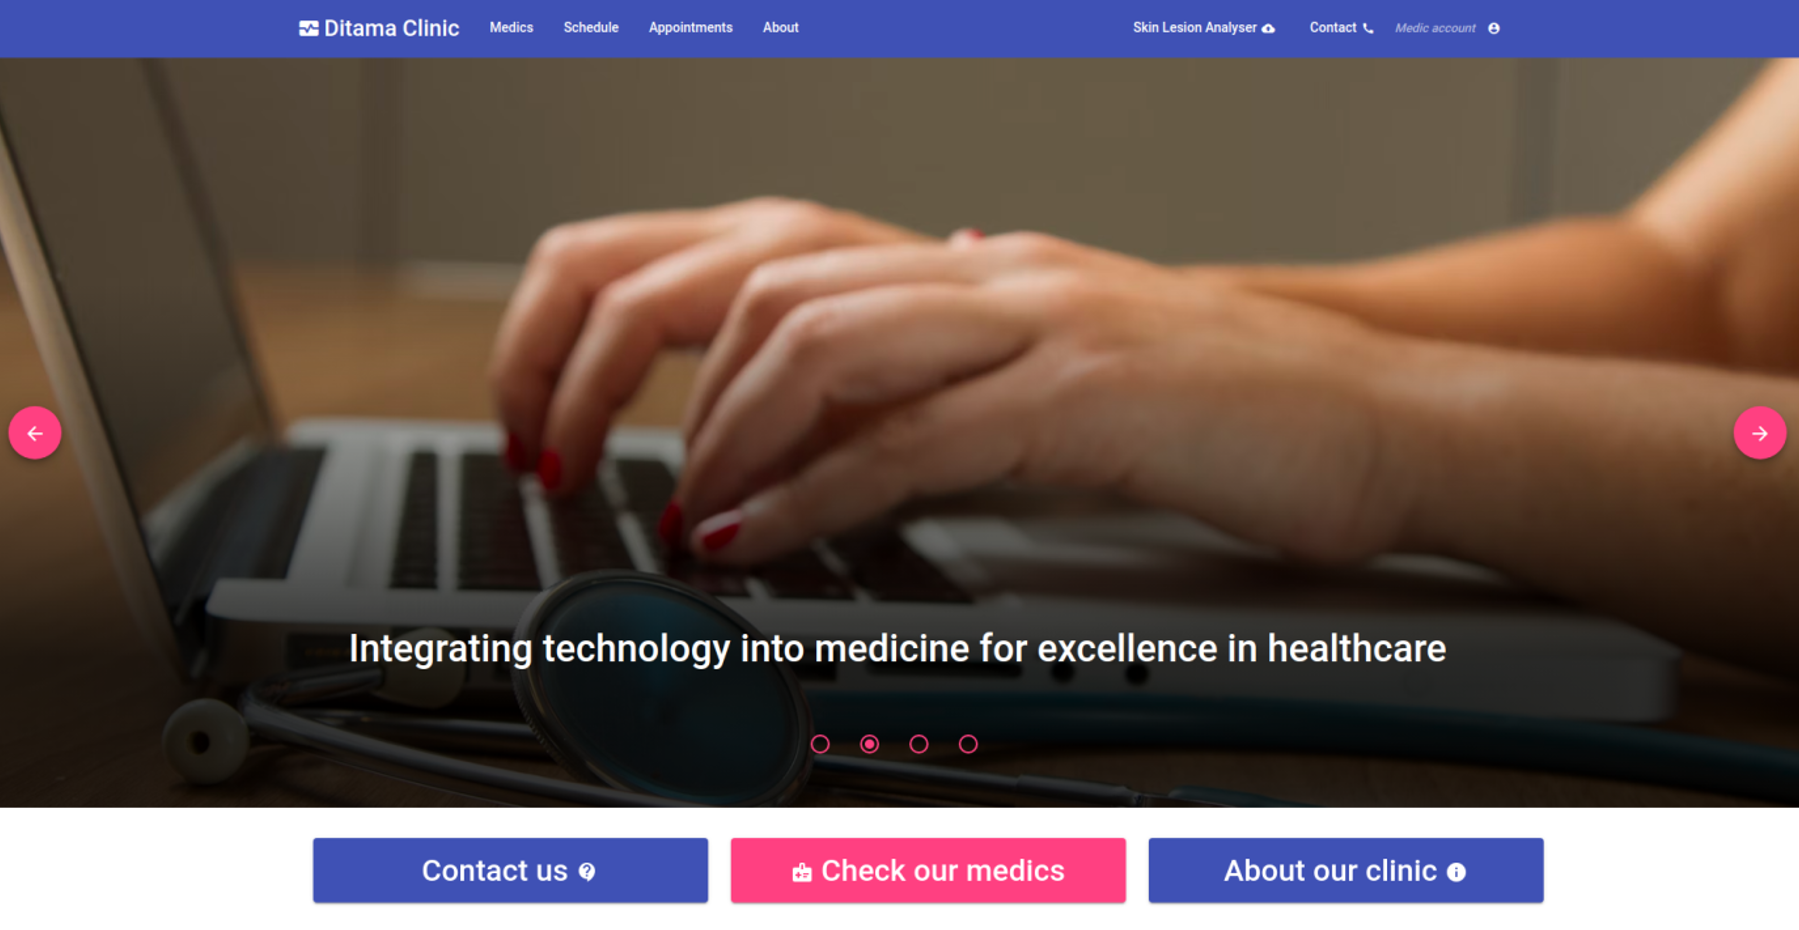 Ditama Clinic Medics Schedule Appointments About Skin Lesion Analyser Contact Medic account
Integrating technology into medicine for excellence in healthcare
Contact us Check our medics About our clinic